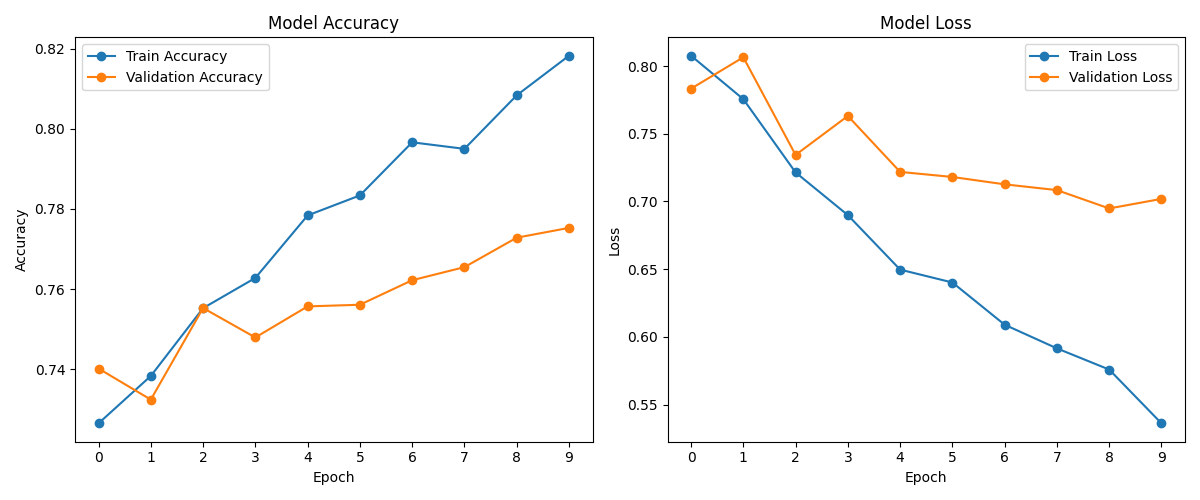 Model Accuracy
Train Accuracy
Validation Accuracy
0.82
0.80
0.78
0.76
0.74
Accuracy
0 1 2 3 4 5 6 7 8 9
Epoch
Model Loss
Train Loss
Validation Loss
0.80
0.75
0.70
0.65
0.60
0.55
Loss
0 1 2 3 4 5 6 7 8 9
Epoch